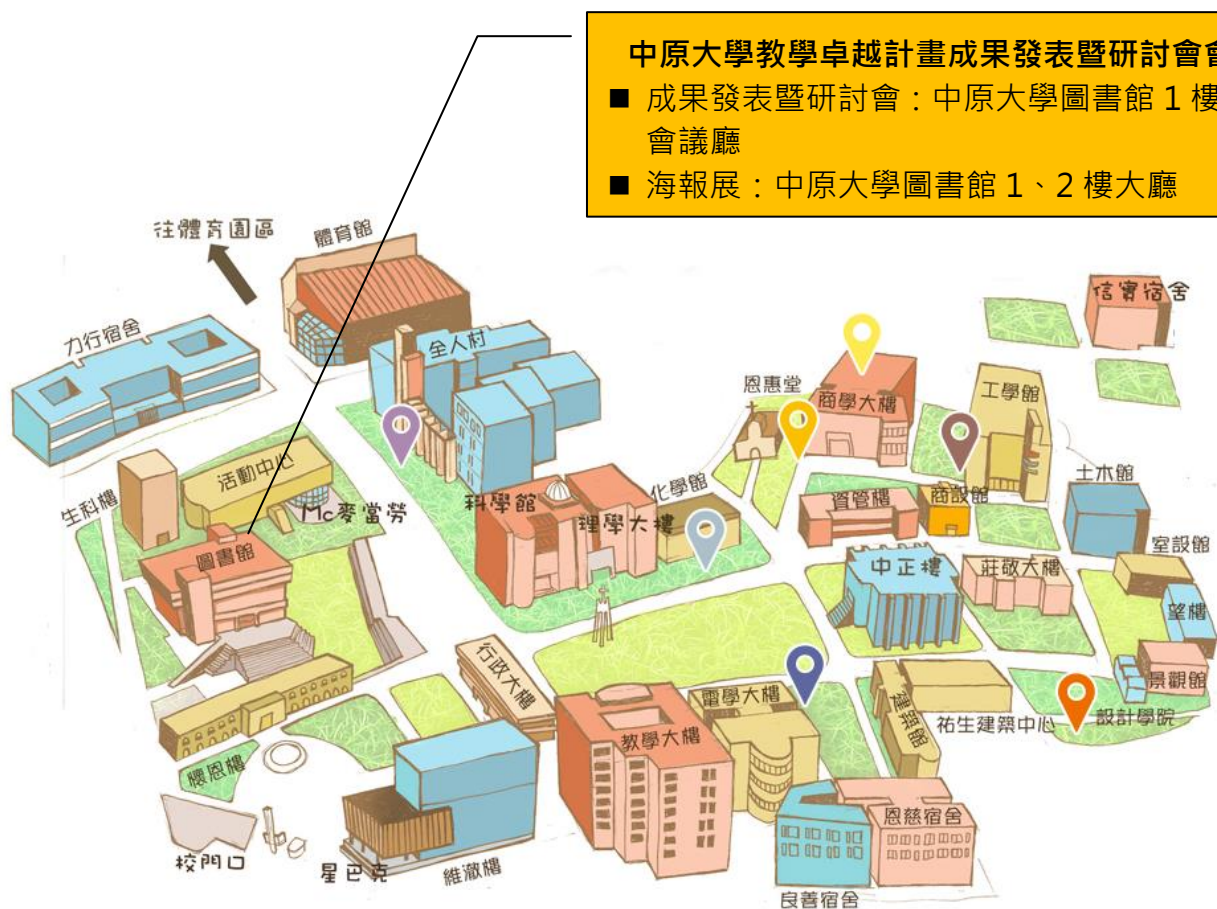 中原大學教學卓越計畫成果發表暨研討會會
■ 成果發表暨研討會：中原大學圖書館 1 樓
會議廳
■ 海報展：中原大學圖書館 1、2 樓大廳
往體育園區
體育館
信實宿舍
力行宿舍
全人村
恩惠堂
商學大樓
工學館
活動中心
生科樓
Mc麥當勞
科學館
理學大樓
化學館
資管樓
商設館
土木館
圖書館
室設館
中正樓
莊敬大樓
望樓
行政大樓
景觀館
電學大樓
建築館
祐生建築中心
設計學院
教學大樓
懷恩樓
恩慈宿舍
校門口
星巴克
維澈樓
良善宿舍